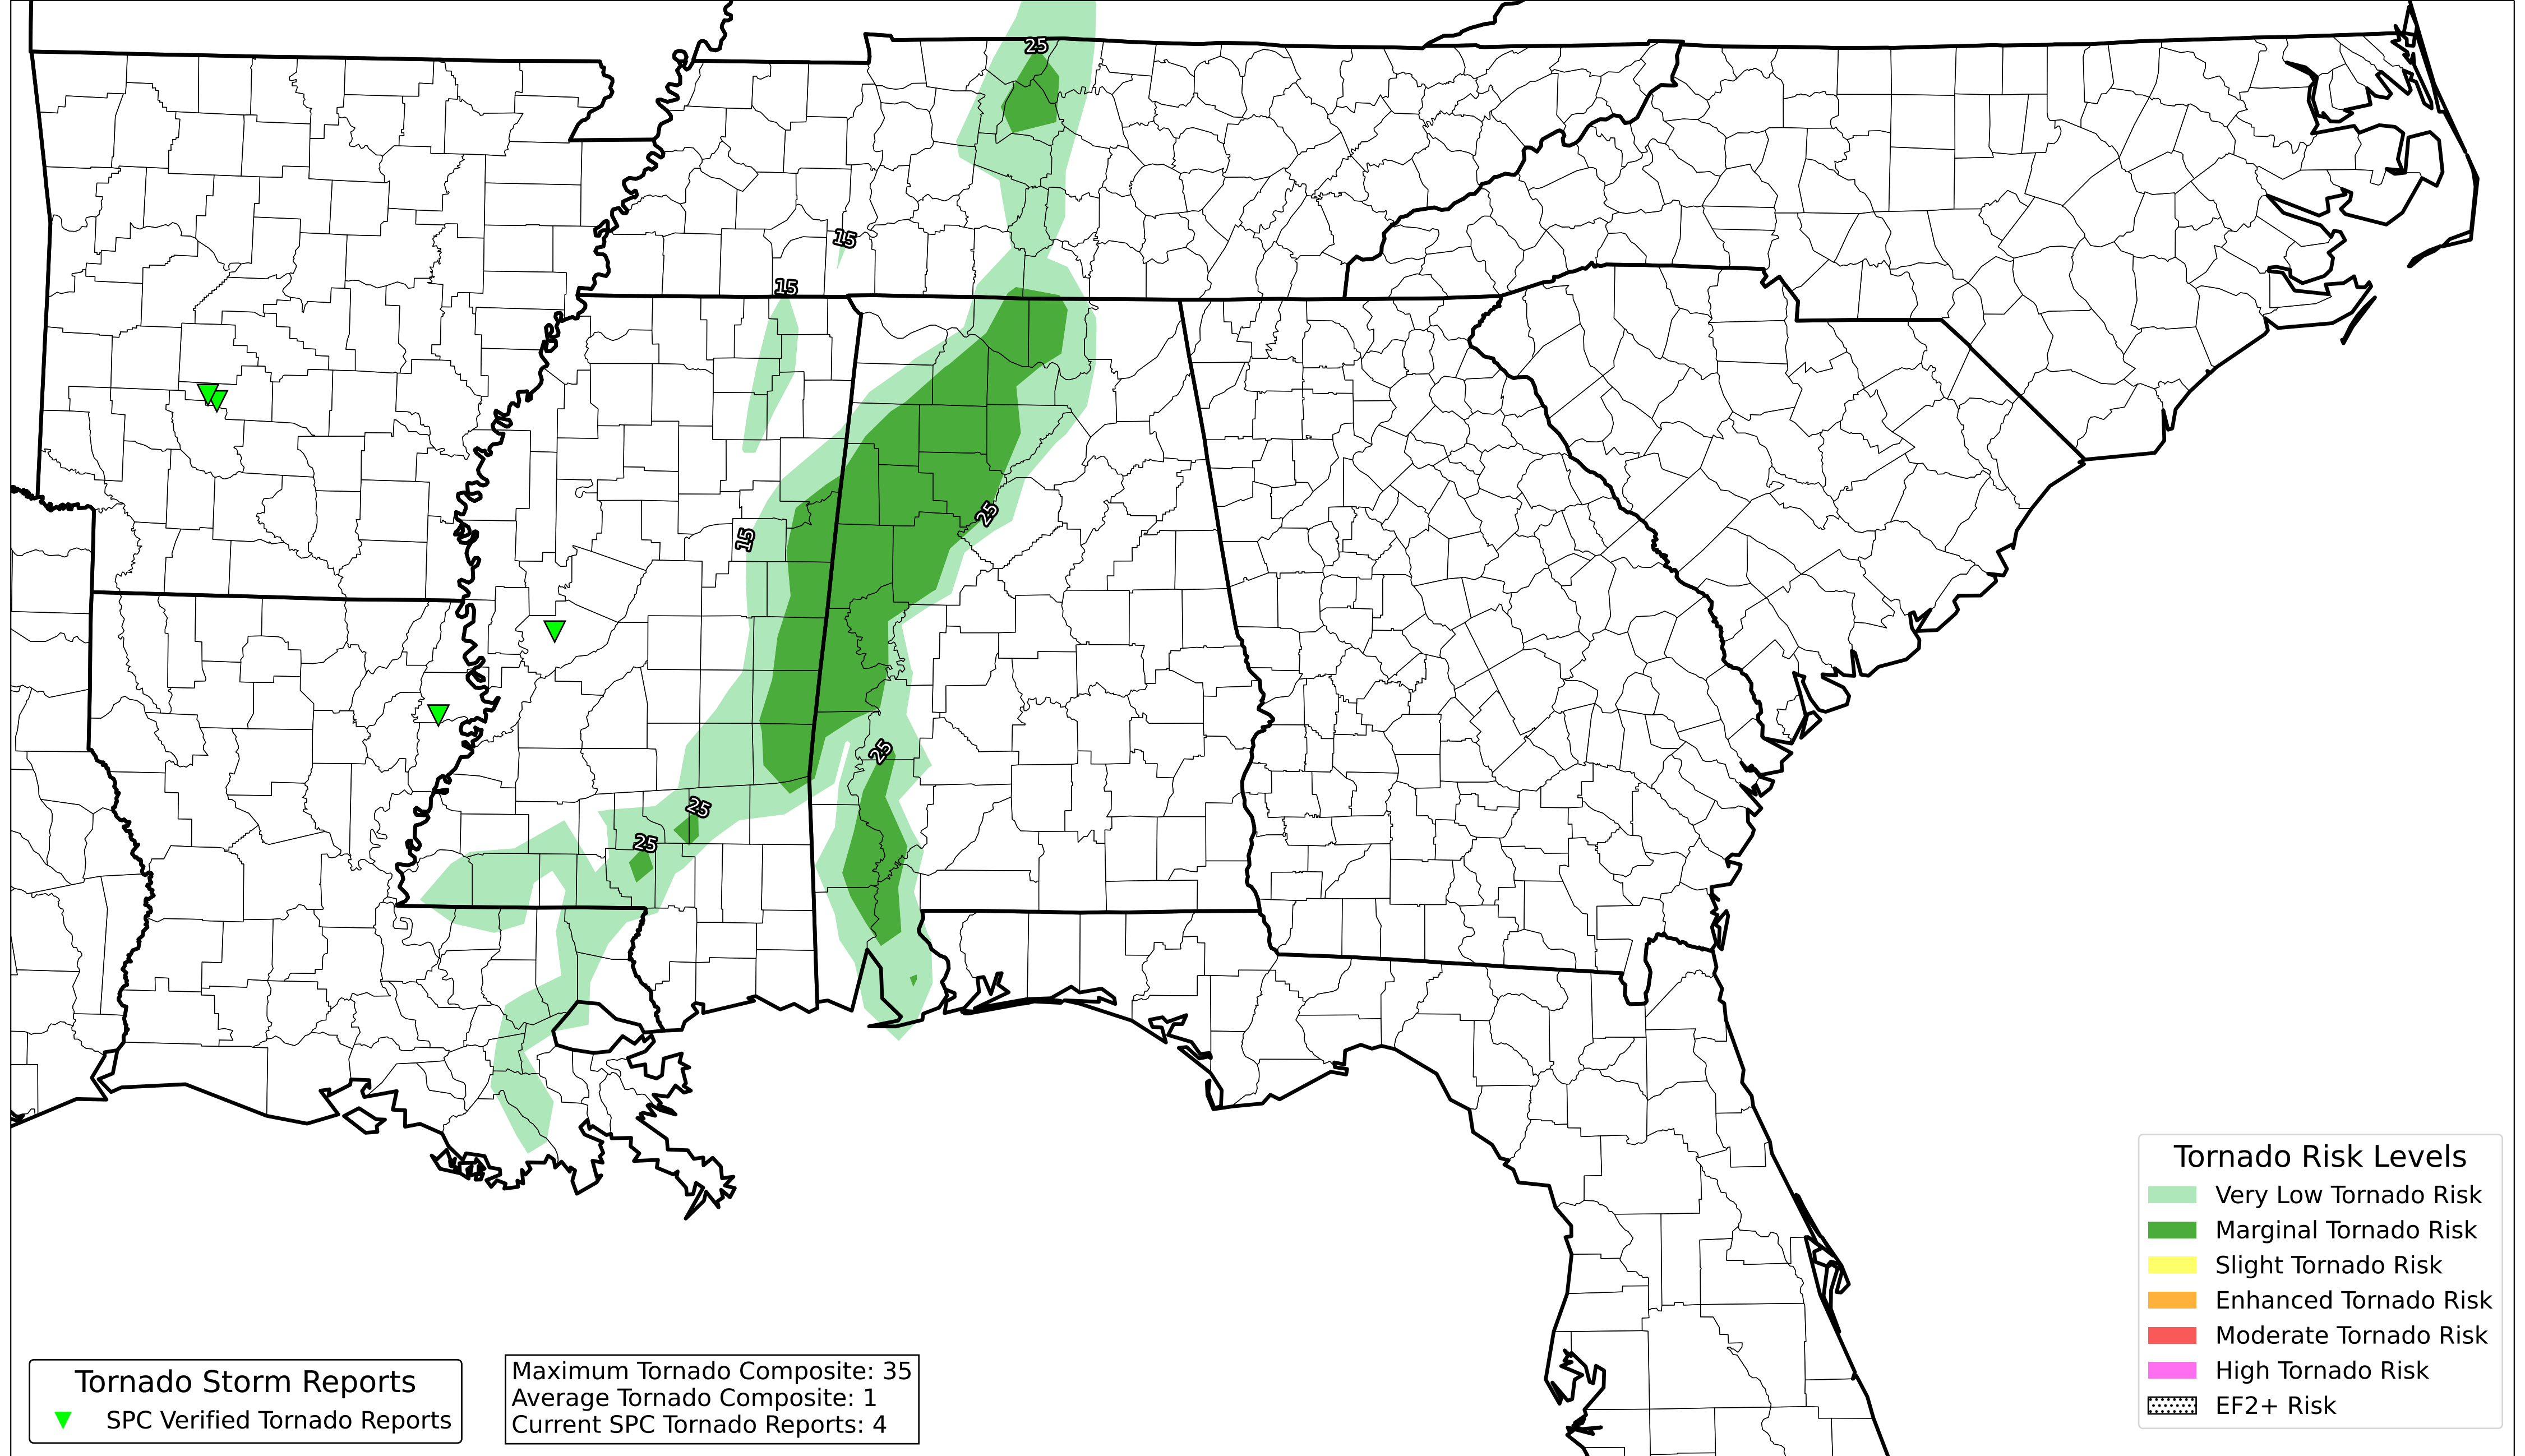 25
15
15
15
25
25
25
25
Tornado Risk Levels
Very Low Tornado Risk
Marginal Tornado Risk
Slight Tornado Risk
Enhanced Tornado Risk
Moderate Tornado Risk
High Tornado Risk
EF2+ Risk
Tornado Storm Reports
SPC Verified Tornado Reports
Maximum Tornado Composite: 35
Average Tornado Composite: 1
Current SPC Tornado Reports: 4